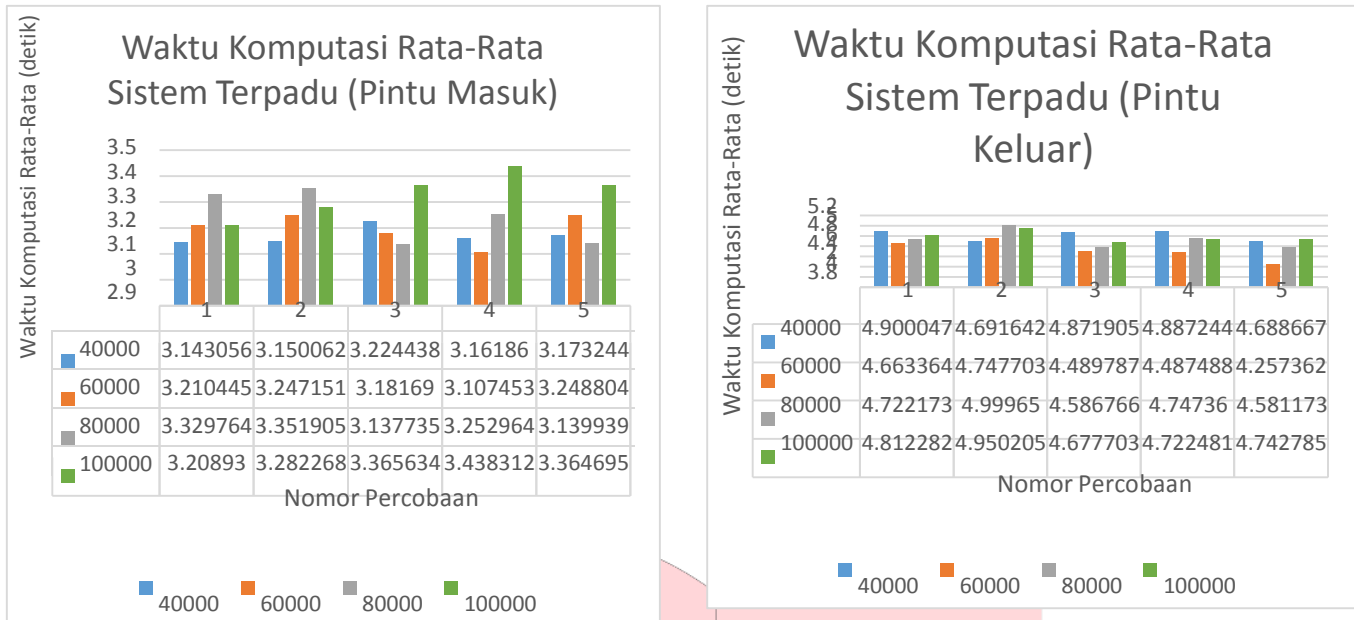 Waktu Komputasi Rata-Rata
Sistem Terpadu (Pintu Masuk)
Waktu Komputasi Rata-Rata (detik)
3.5
3.4
3.3
3.2
3.1
3
2.9
1 2 3 4 5
40000 3.143056 3.150062 3.224438 3.16186 3.173244
60000 3.210445 3.247151 3.18169 3.107453 3.248804
80000 3.329764 3.351905 3.137735 3.252964 3.139939
100000 3.20893 3.282268 3.365634 3.438312 3.364695
Nomor Percobaan
40000 60000 80000 100000
Waktu Komputasi Rata-Rata
Sistem Terpadu (Pintu
Keluar)
Waktu Komputasi Rata-Rata (detik)
5.2
5
4.8
4.6
4.4
4.2
4
3.8
1 2 3 4 5
40000 4.900047 4.691642 4.871905 4.887244 4.688667
60000 4.663364 4.747703 4.489787 4.487488 4.257362
80000 4.722173 4.99965 4.586766 4.74736 4.581173
100000 4.812282 4.950205 4.677703 4.722481 4.742785
Nomor Percobaan
40000 60000 80000 100000